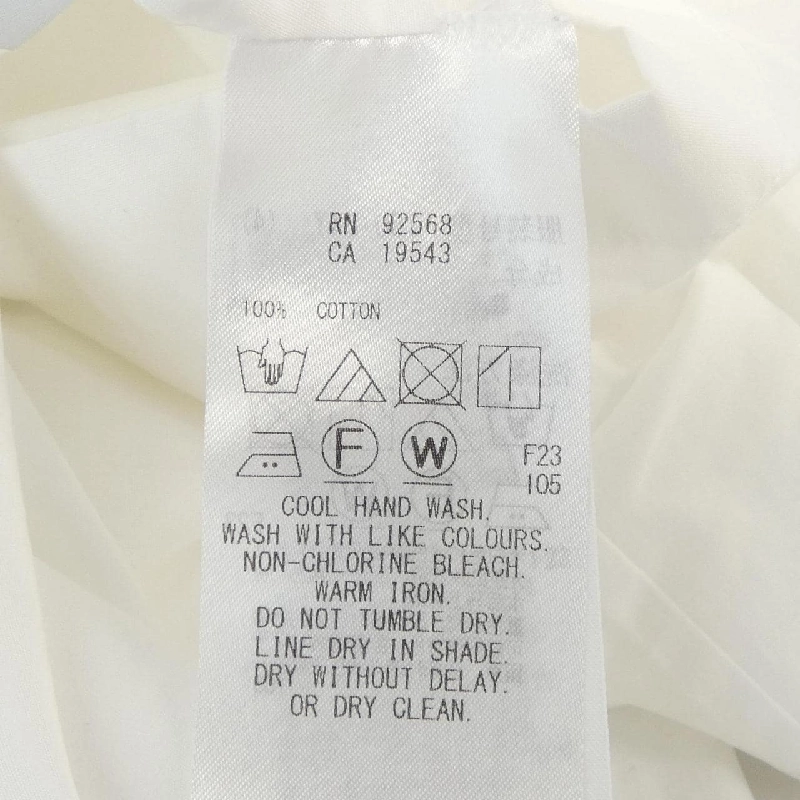 RN 92568
CA 19543
100% COTTON
F W
F23
105
COOL HAND WASH.
WASH WITH LIKE COLOURS.
NON-CHLORINE BLEACH.
WARM IRON.
DO NOT TUMBLE DRY.
LINE DRY IN SHADE.
DRY WITHOUT DELAY.
OR DRY CLEAN.